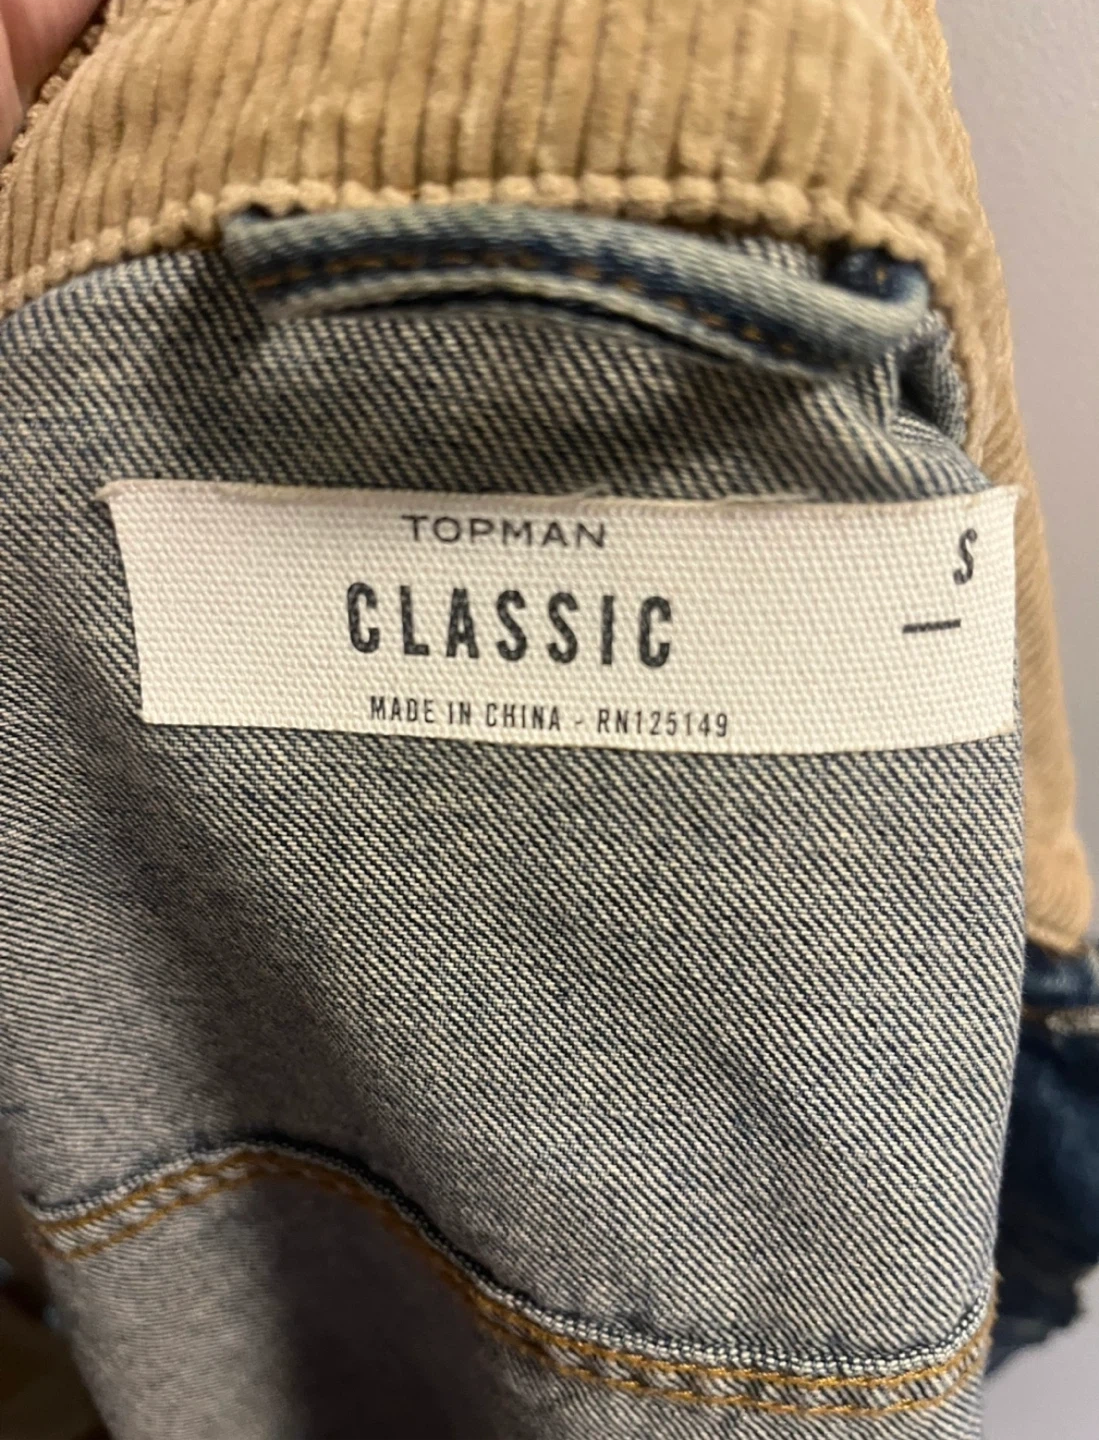 TOPMAN
S
CLASSIC
MADE IN CHINA - RN125149